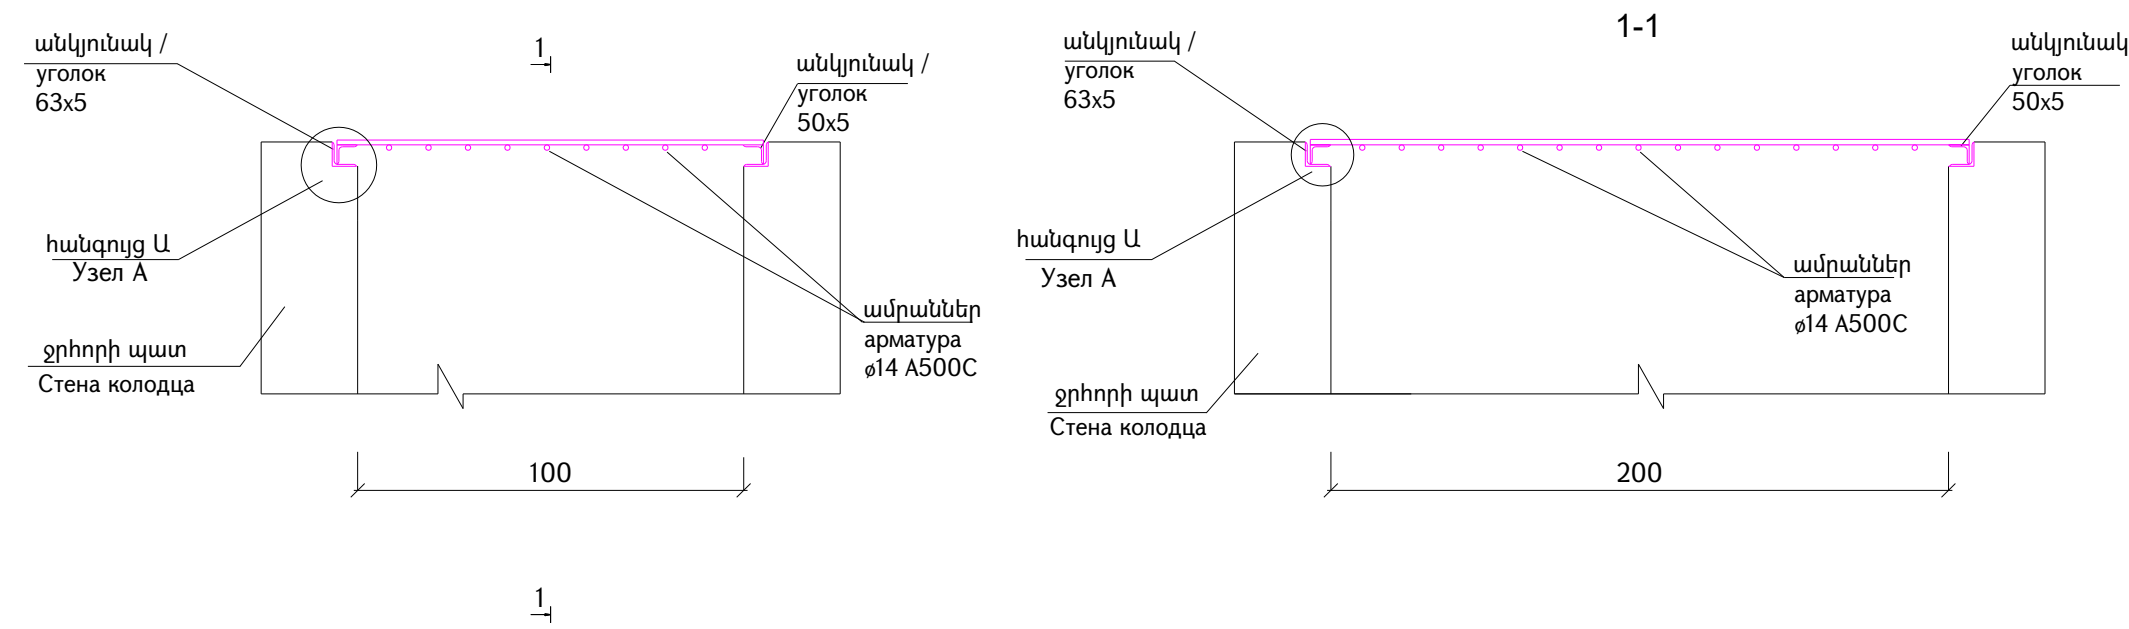 անկյունակ /
уголок
63x5
1
անկյունակ /
уголок
50x5
հանգույց Ա
Узел А
ջրհորի պատ
Стена колодца
ամրաններ
арматура
ø14 A500C
100
1
1-1
անկյունակ /
уголок
63x5
անկյունակ
уголок
50x5
հանգույց Ա
Узел А
ամրաններ
арматура
ø14 A500C
ջրհորի պատ
Стена колодца
200